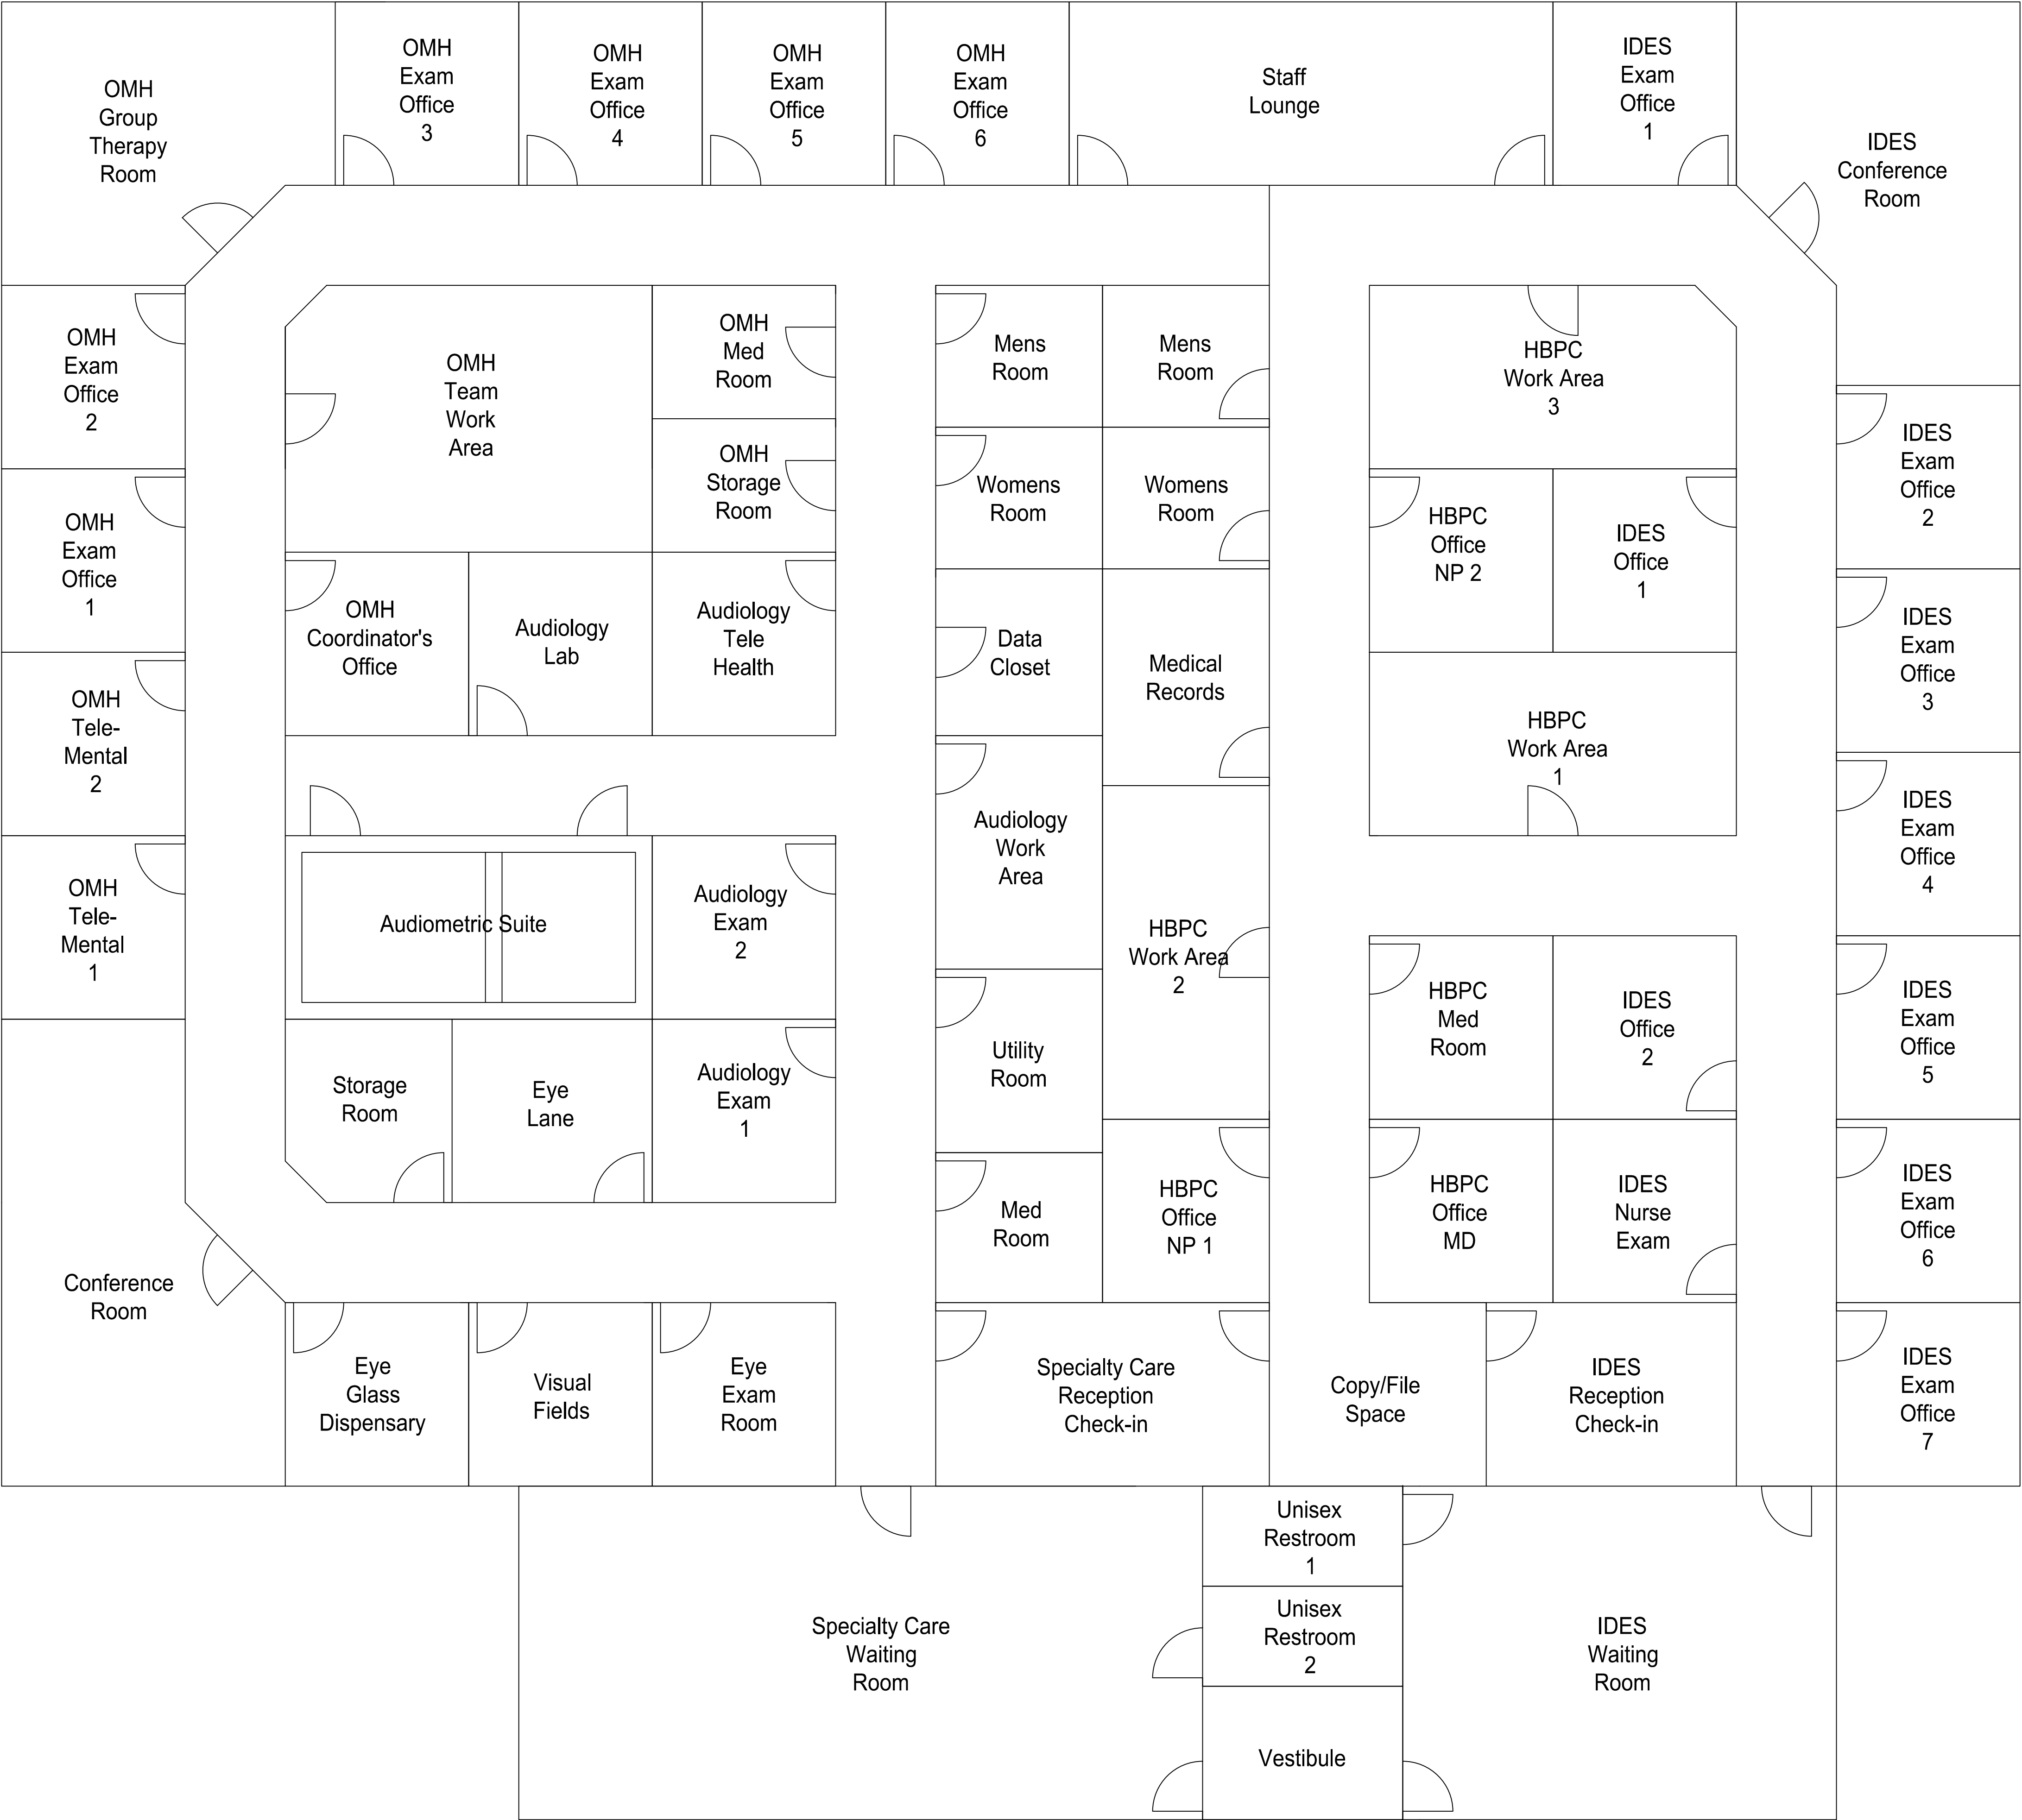 OMH
Group
Therapy
Room
OMH
Exam
Office
3
OMH
Exam
Office
4
OMH
Exam
Office
5
OMH
Exam
Office
6
Staff
Lounge
IDES
Exam
Office
1
IDES
Conference
Room
OMH
Exam
Office
2
OMH
Team
Work
Area
OMH
Med
Room
Mens
Room
Mens
Room
HBPC
Work Area
3
IDES
Exam
Office
2
OMH
Storage
Room
Womens
Room
Womens
Room
HBPC
Office
NP 2
IDES
Office
1
OMH
Exam
Office
1
OMH
Coordinator's
Office
Audiology
Lab
Audiology
Tele
Health
Data
Closet
Medical
Records
IDES
Exam
Office
3
OMH
Tele-
Mental
2
HBPC
Work Area
1
Audiology
Work
Area
IDES
Exam
Office
4
OMH
Tele-
Mental
1
Audiometric Suite
Audiology
Exam
2
HBPC
Work Area
2
HBPC
Med
Room
IDES
Office
2
IDES
Exam
Office
5
Storage
Room
Eye
Lane
Audiology
Exam
1
Utility
Room
Med
Room
HBPC
Office
NP 1
HBPC
Office
MD
IDES
Nurse
Exam
IDES
Exam
Office
6
Conference
Room
Eye
Glass
Dispensary
Visual
Fields
Eye
Exam
Room
Specialty Care
Reception
Check-in
Copy/File
Space
IDES
Reception
Check-in
IDES
Exam
Office
7
Unisex
Restroom
1
Specialty Care
Waiting
Room
Unisex
Restroom
2
IDES
Waiting
Room
Vestibule